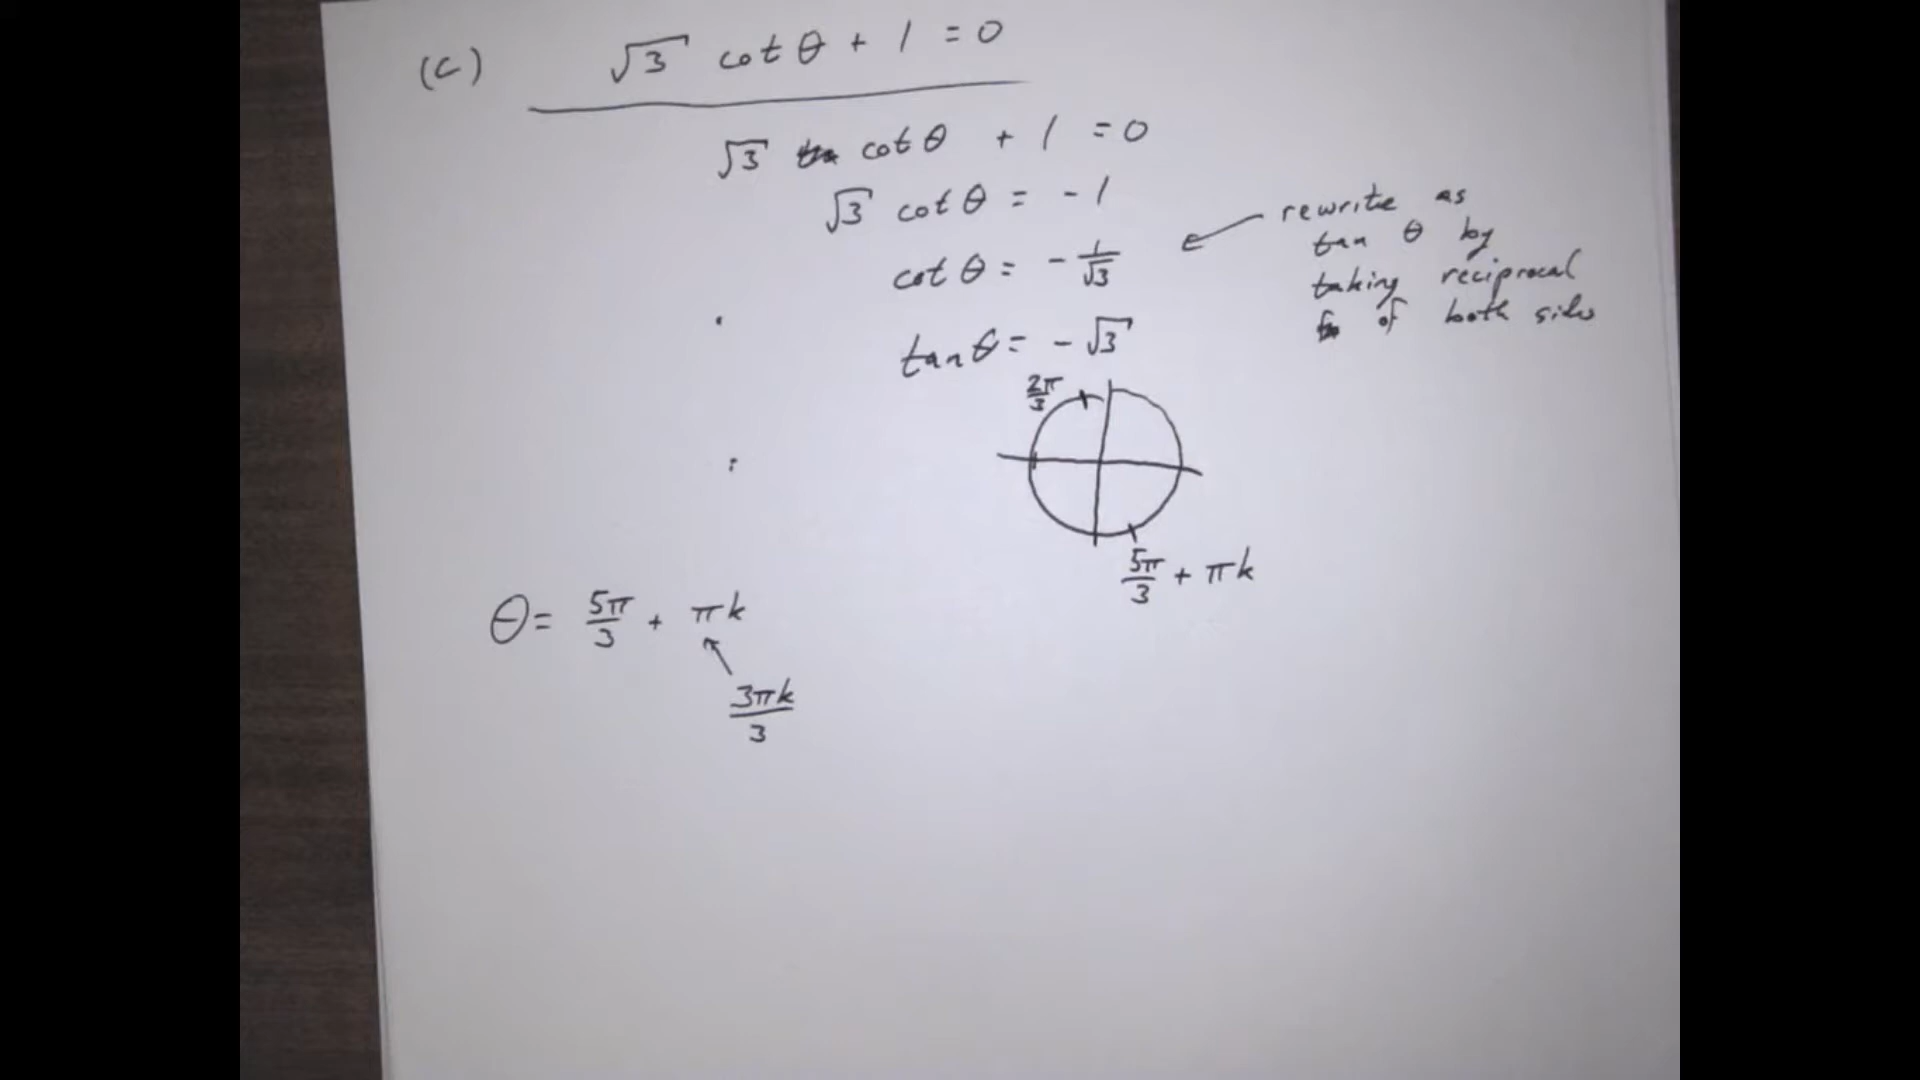 (c) √3 cot θ + 1 = 0
√3 cot θ + 1 = 0
√3 cot θ = - 1
cot θ = - 1/√3
rewrite as
tan θ by
taking reciprocal
of both sides
tan θ = - √3
2π/3
5π/3 + πk
θ = 5π/3 + πk
3πk/3